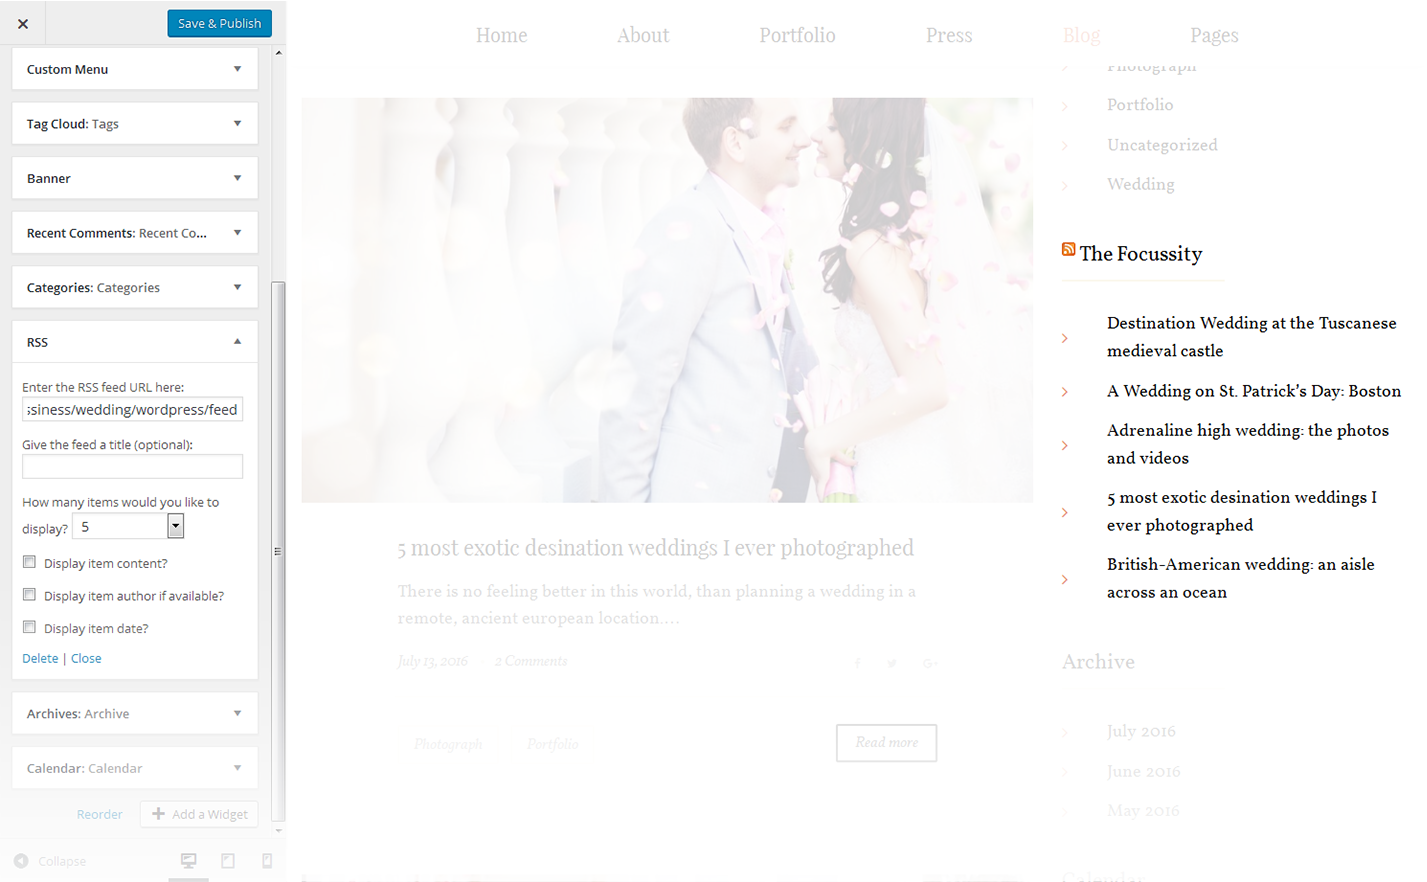 Save & Publish
Custom Menu
Tag Cloud: Tags
Banner
Recent Comments: Recent Co...
Categories: Categories
RSS
Enter the RSS feed URL here:
siness/wedding/wordpress/feed
Give the feed a title (optional):
How many items would you like to
display? 5
Display item content?
Display item author if available?
Display item date?
Delete | Close
Archives: Archive
Calendar: Calendar
Reorder
Add a Widget
Collapse
Home About Portfolio Press Blog Pages
5 most exotic desination weddings I ever photographed
There is no feeling better in this world, than planning a wedding in a
remote, ancient european location....
July 13, 2016 2 Comments
f G+
Photograph Portfolio Read more
Photograph
Portfolio
Uncategorized
Wedding
The Focussity
Destination Wedding at the Tuscanese
medieval castle
A Wedding on St. Patrick's Day: Boston
Adrenaline high wedding: the photos
and videos
5 most exotic desination weddings I
ever photographed
British-American wedding: an aisle
across an ocean
Archive
July 2016
June 2016
May 2016
Calendar